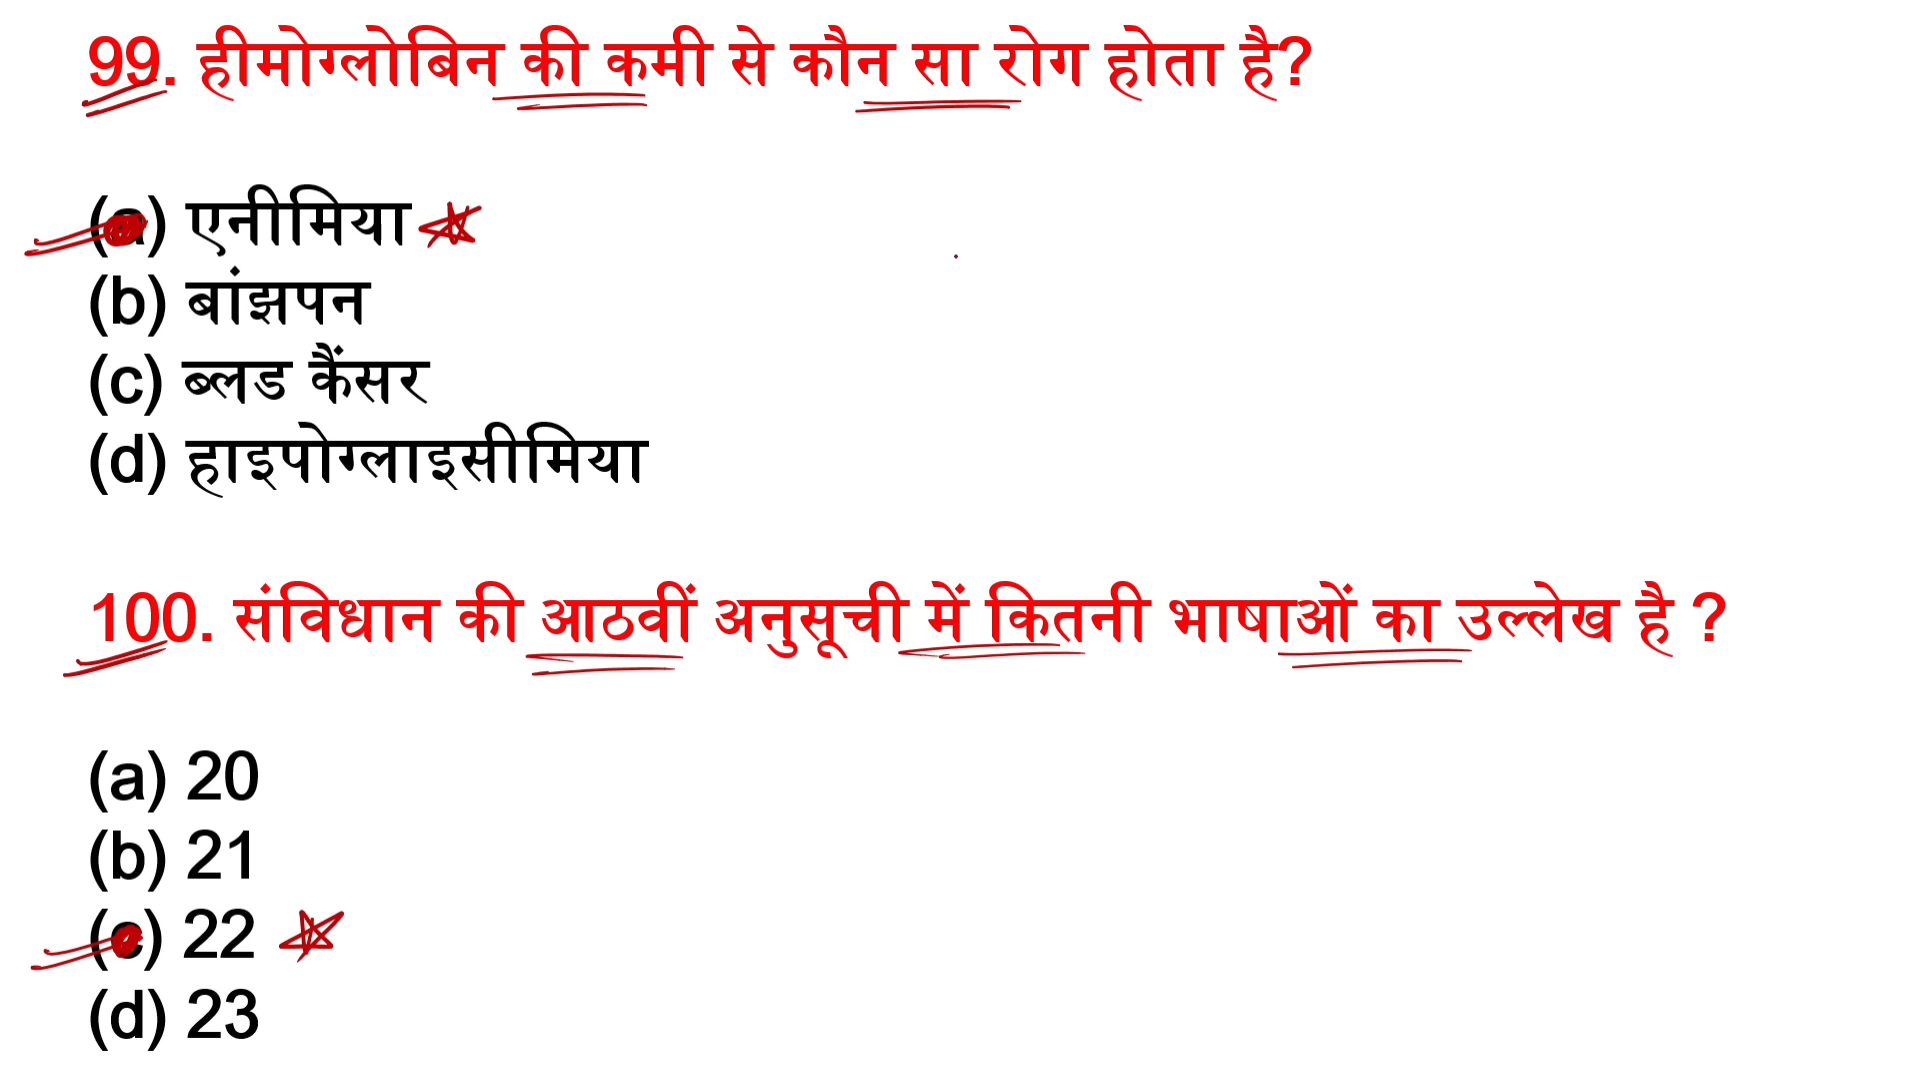 99. हीमोग्लोबिन की कमी से कौन सा रोग होता है?
(a) एनीमिया
(b) बांझपन
(c) ब्लड कैंसर
(d) हाइपोग्लाइसीमिया
100. संविधान की आठवीं अनुसूची में कितनी भाषाओं का उल्लेख है ?
(a) 20
(b) 21
(c) 22
(d) 23